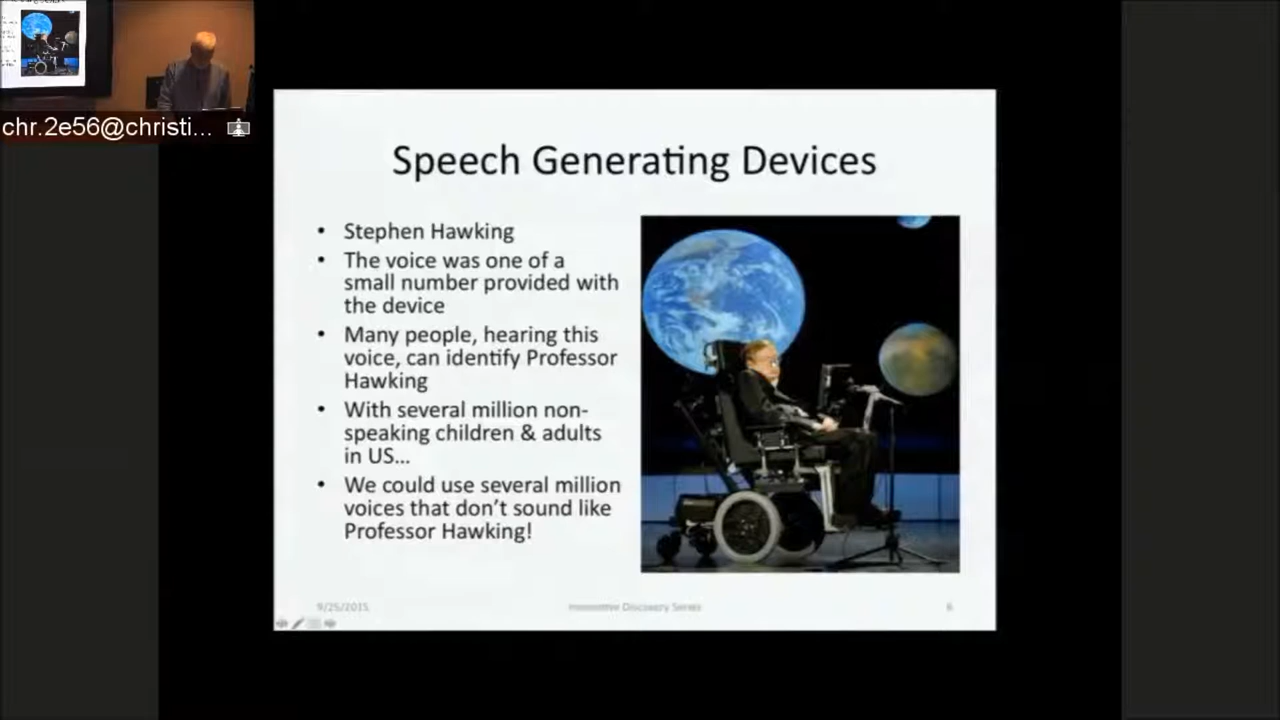 chr.2e56@christi...
Speech Generating Devices
• Stephen Hawking
• The voice was one of a
small number provided with
the device
• Many people, hearing this
voice, can identify Professor
Hawking
• With several million non-
speaking children & adults
in US...
• We could use several million
voices that don't sound like
Professor Hawking!
9/25/2015
Innovative Discovery Series
6